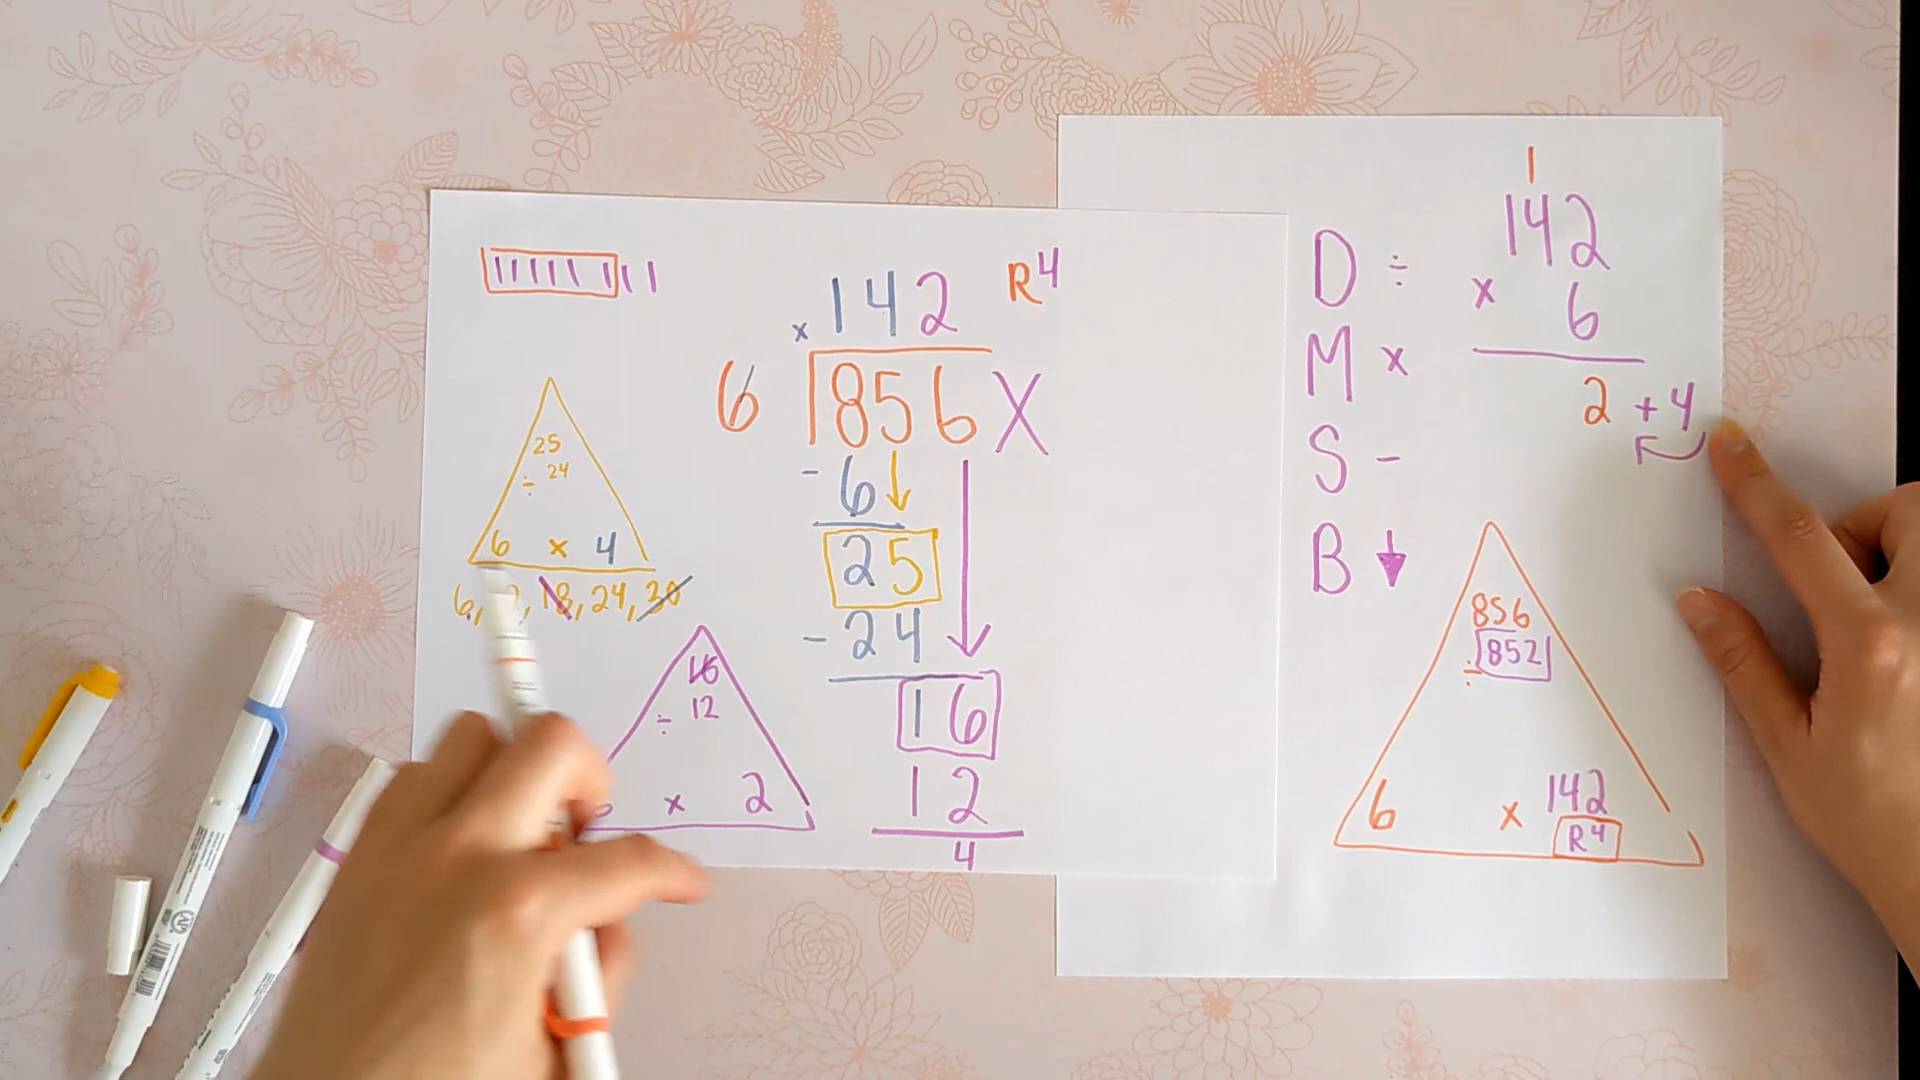 142 R4
x
6 856 X
- 6
25
- 24
16
12
4
25
÷ 24
6 x 4
6, 18, 24, 30
16
÷ 12
x 2
D ÷
M x
S -
B
1
142
x 6
2 + 4
856
÷ 852
6 x 142
R4